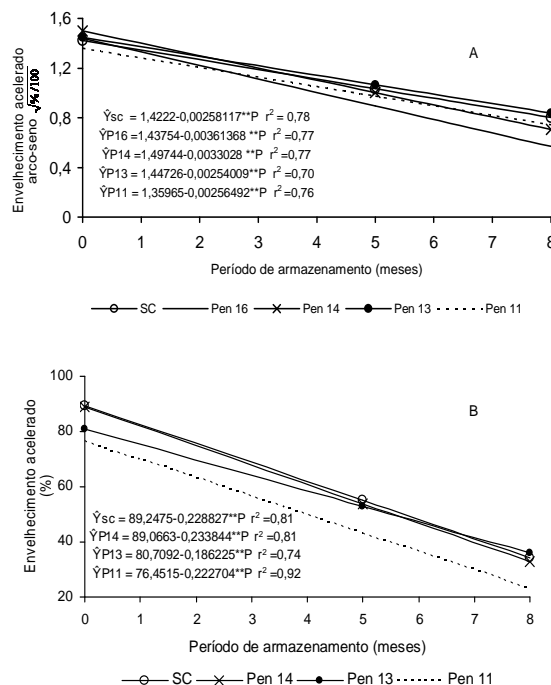 1,6
1,2
0,8
0,4
0
A
Envelhecimento acelerado
arco-seno √%/100
Ŷsc = 1,4222-0,00258117**P r² = 0,78
ŶP16 = 1,43754-0,00361368 **P r² =0,77
ŶP14 = 1,49744-0,0033028 **P r² =0,77
ŶP13 = 1,44726-0,00254009**P r² =0,70
ŶP11 = 1,35965-0,00256492**P r² =0,76
0 1 2 3 4 5 6 7 8
Período de armazenamento (meses)
SC Pen 16 Pen 14 Pen 13 Pen 11
100
80
60
40
20
B
Envelhecimento acelerado
(%)
Ŷsc = 89,2475-0,228827**P r² =0,81
ŶP14 = 89,0663-0,233844**P r² =0,81
ŶP13 = 80,7092-0,186225**P r² =0,74
ŶP11 = 76,4515-0,222704**P r² =0,92
0 1 2 3 4 5 6 7 8
Período de armazenamento (meses)
SC Pen 14 Pen 13 Pen 11